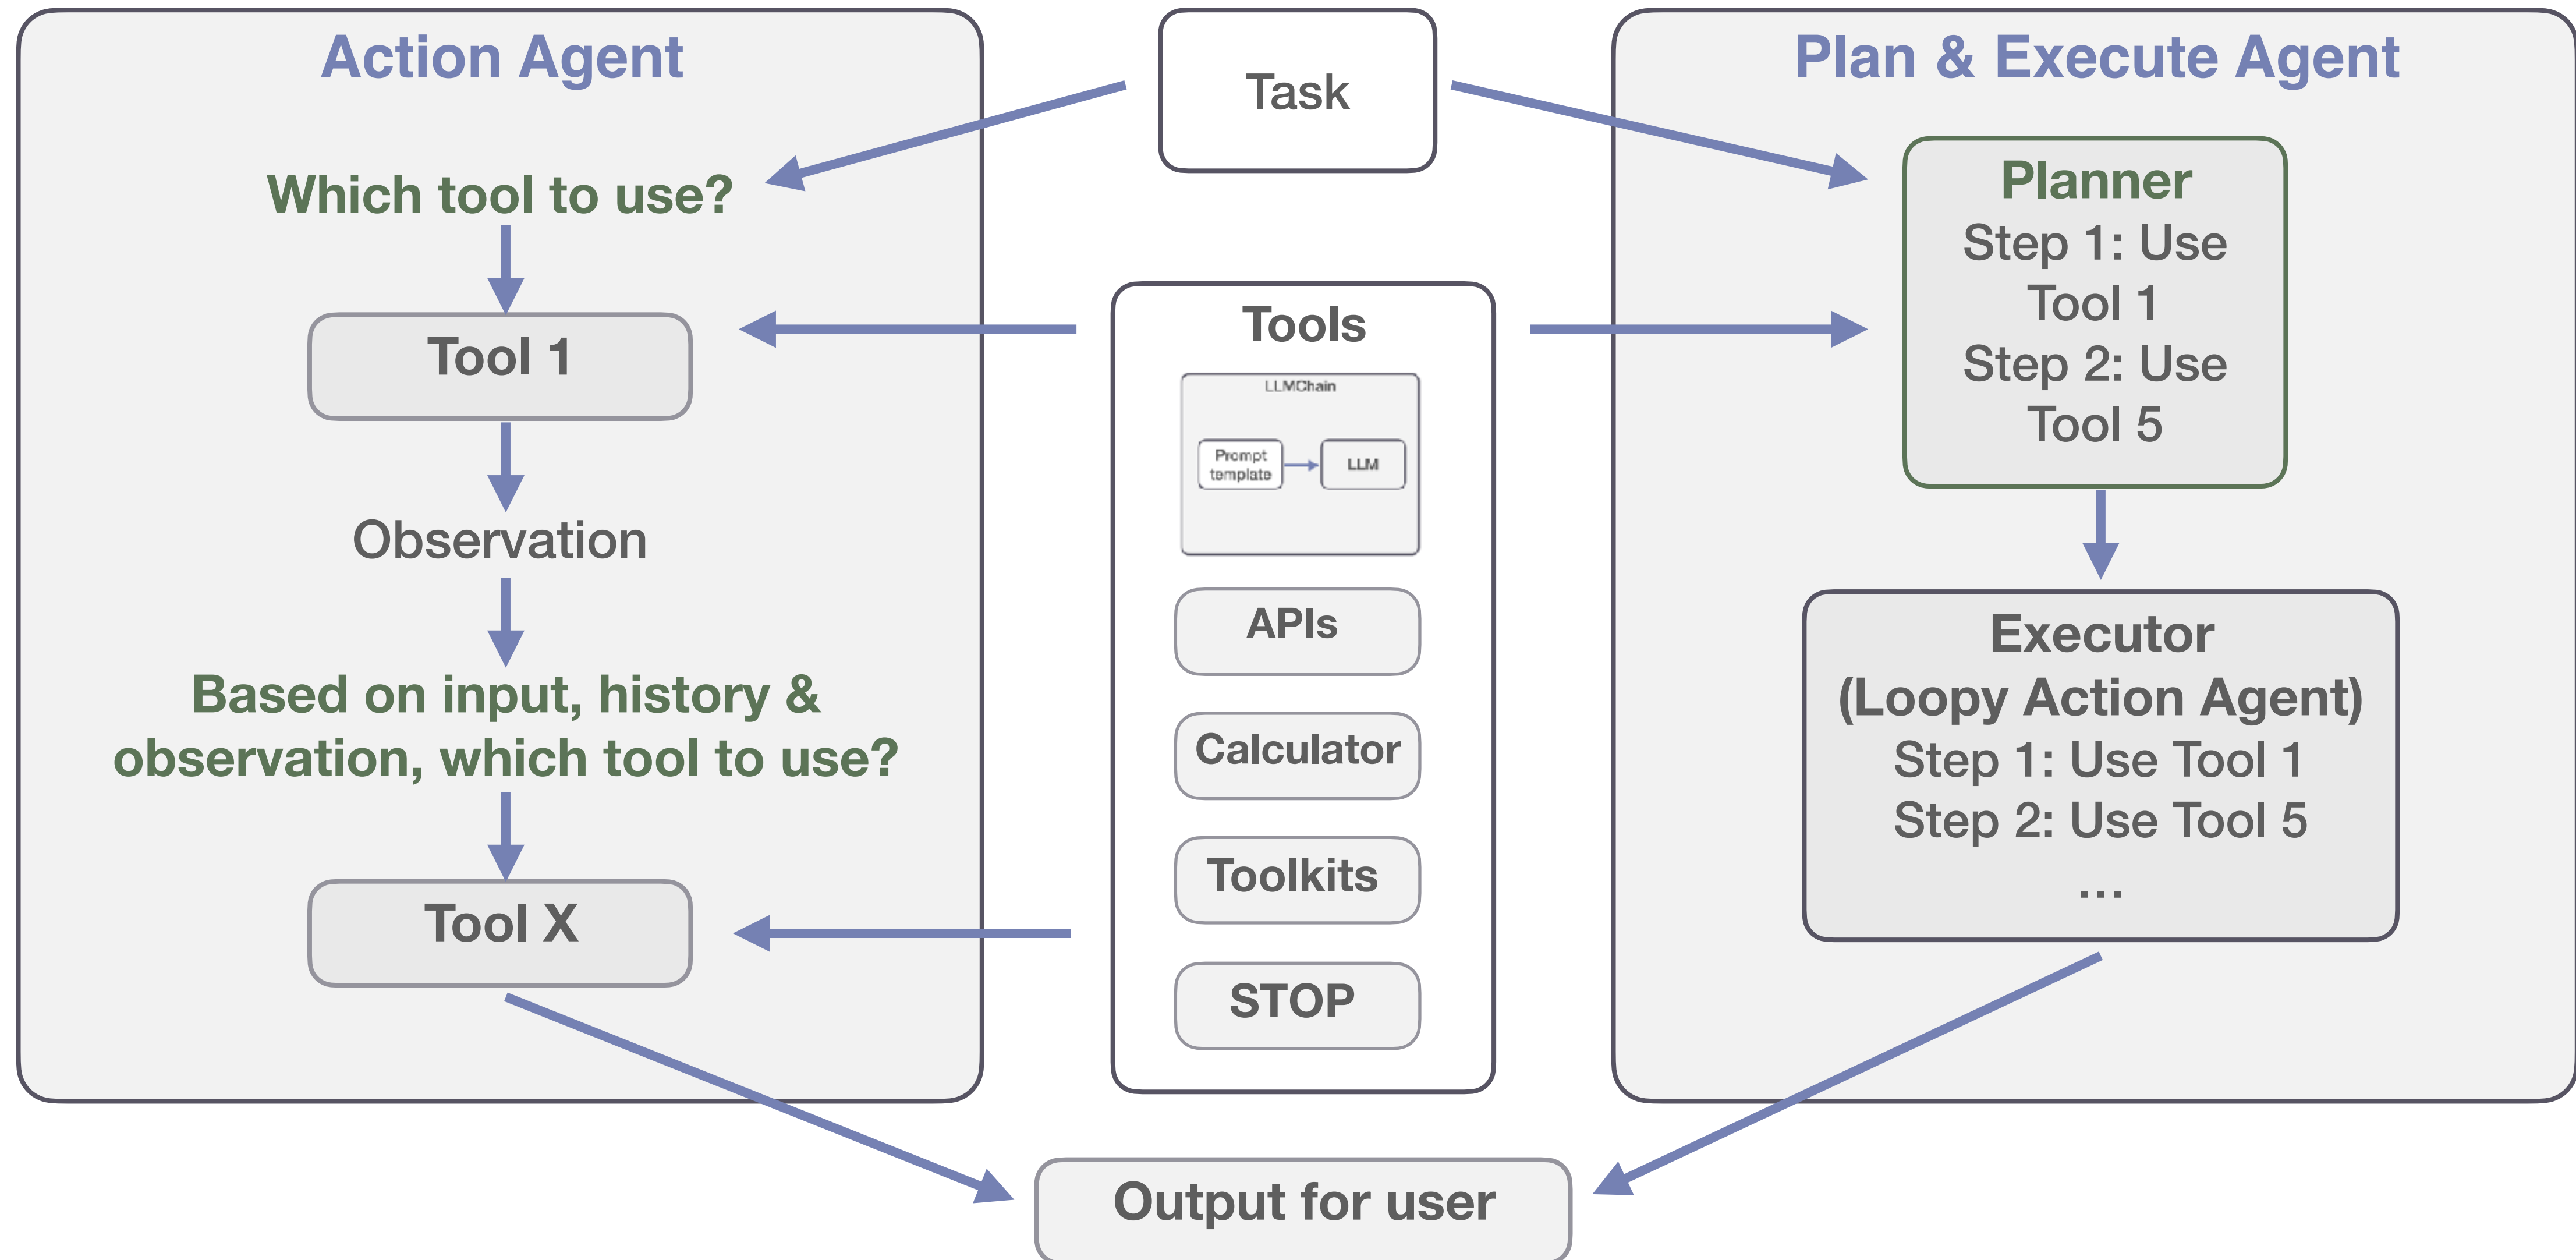 Action Agent
Which tool to use?
Tool 1
Observation
Based on input, history &
observation, which tool to use?
Tool X
Task
Tools
LLMChain
Prompt
template
LLM
APIs
Calculator
Toolkits
STOP
Plan & Execute Agent
Planner
Step 1: Use
Tool 1
Step 2: Use
Tool 5
Executor
(Loopy Action Agent)
Step 1: Use Tool 1
Step 2: Use Tool 5
...
Output for user